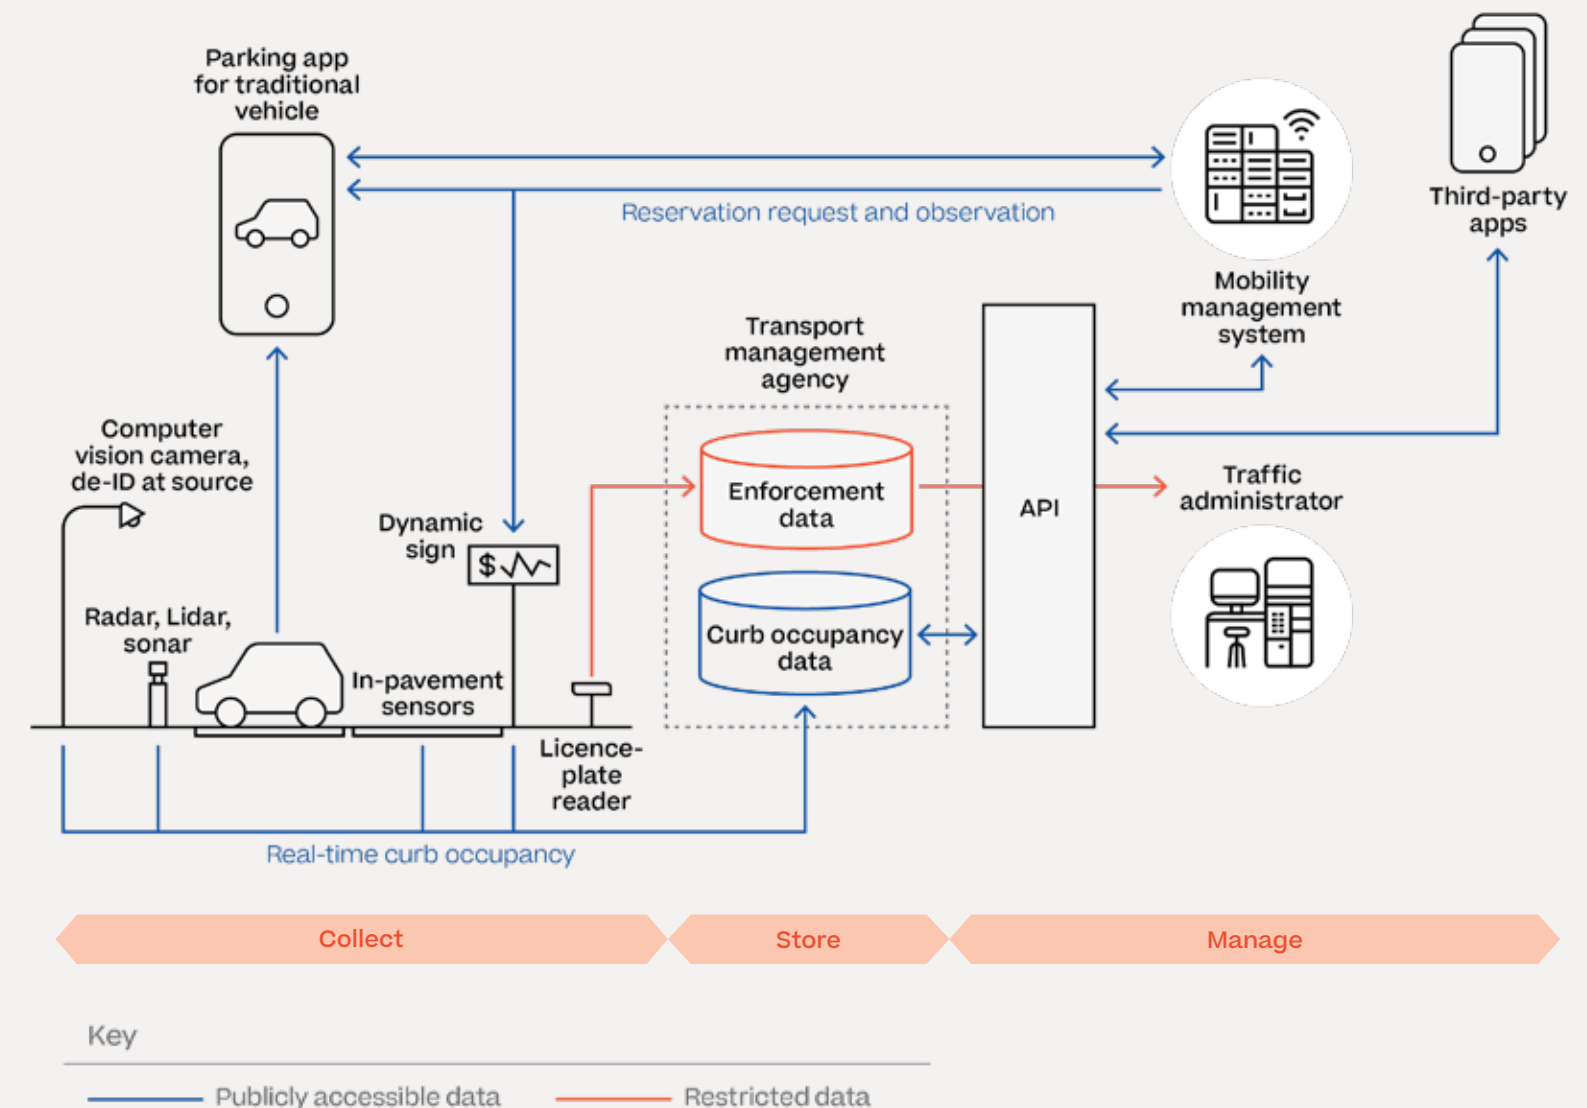 Parking app
for traditional
vehicle
Reservation request and observation
Third-party
apps
Mobility
management
system
Transport
management
agency
Computer
vision camera,
de-ID at source
Enforcement
data
API
Traffic
administrator
Dynamic
sign
$
Radar, Lidar,
sonar
In-pavement
sensors
Curb occupancy
data
Licence-
plate
reader
Real-time curb occupancy
Collect
Store
Manage
Key
Publicly accessible data
Restricted data